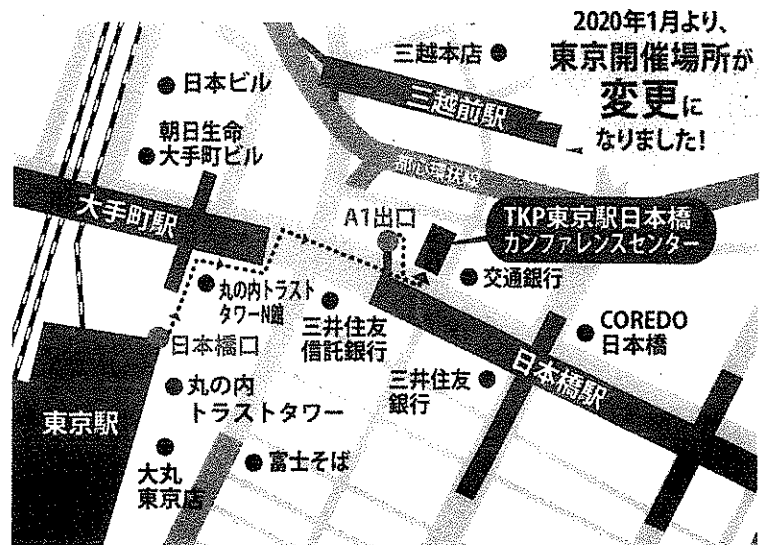 2020年1月より、
東京開催場所が
変更に
なりました!
三越本店
三越前駅
日本ビル
朝日生命
大手町ビル
都心環状線
大手町駅
A1出口
TKP東京駅日本橋
カンファレンスセンター
交通銀行
丸の内トラスト
タワーN館
三井住友
信託銀行
COREDO
日本橋
日本橋口
日本橋駅
三井住友
銀行
丸の内
トラストタワー
東京駅
大丸
東京店
富士そば